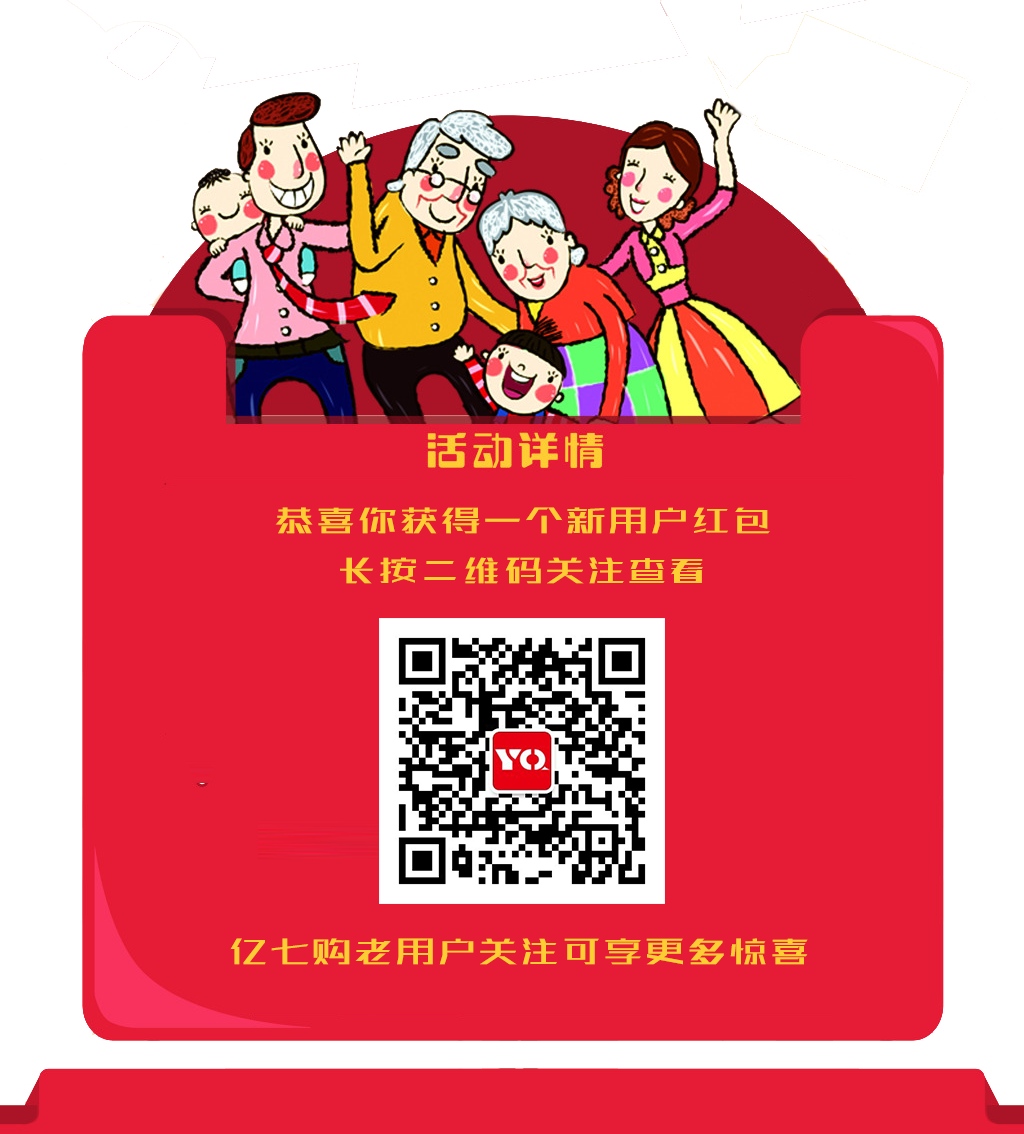 活动详情
恭喜你获得一个新用户红包
长按二维码关注查看
YQ
亿七购老用户关注可享更多惊喜